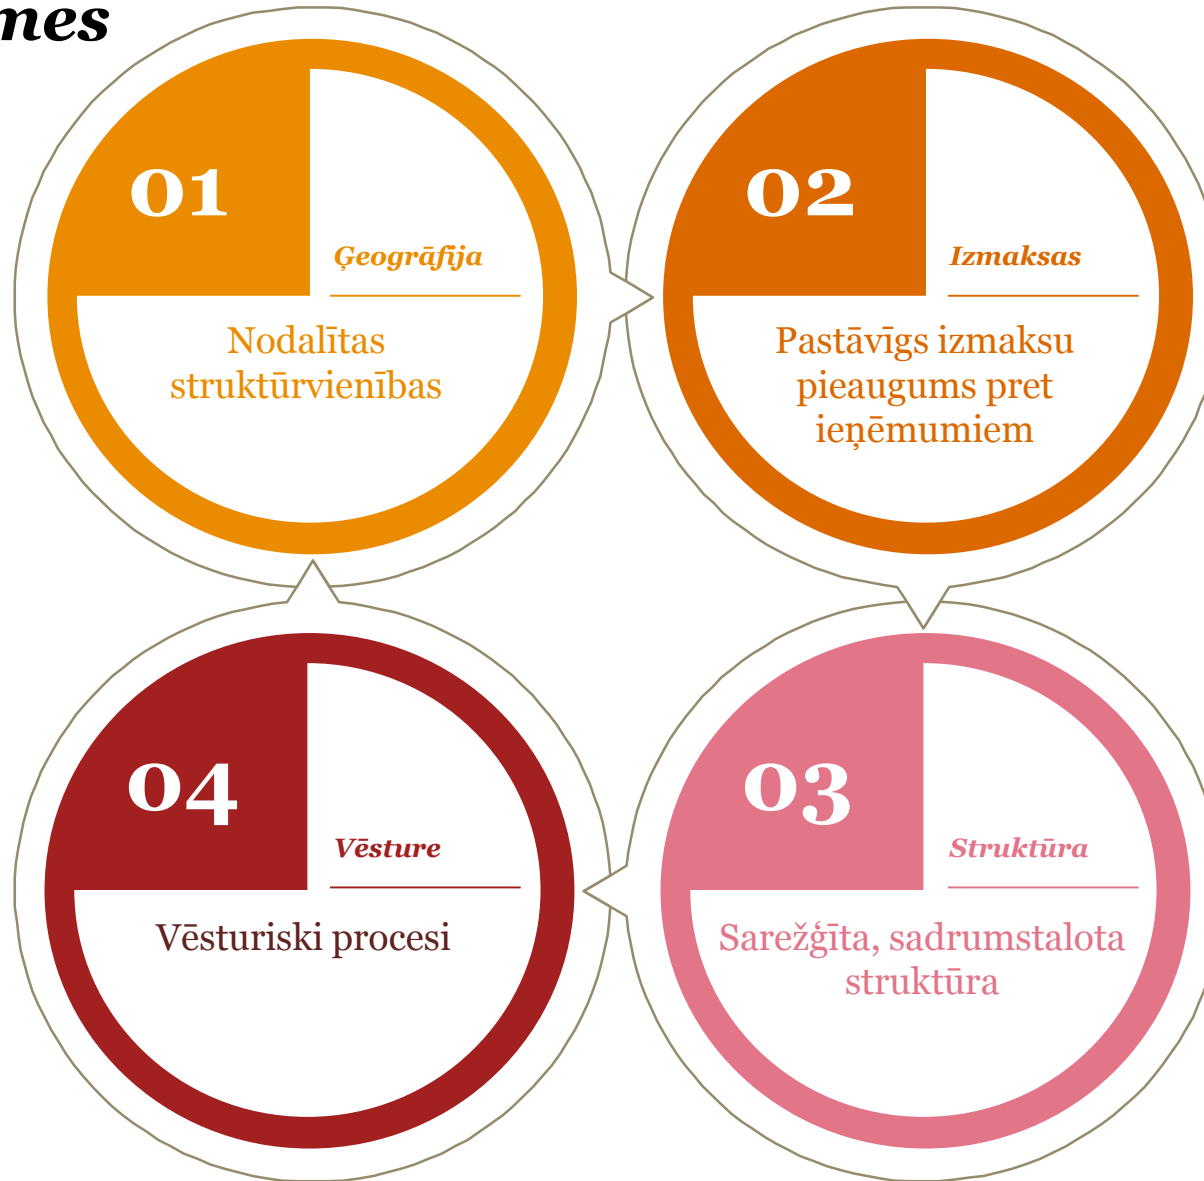 mes
01
Ģeogrāfija
Nodalītas
struktūrvienības
02
Izmaksas
Pastāvīgs izmaksu
pieaugums pret
ieņēmumiem
04
Vēsture
Vēsturiski procesi
03
Struktūra
Sarežģīta, sadrumstalota
struktūra